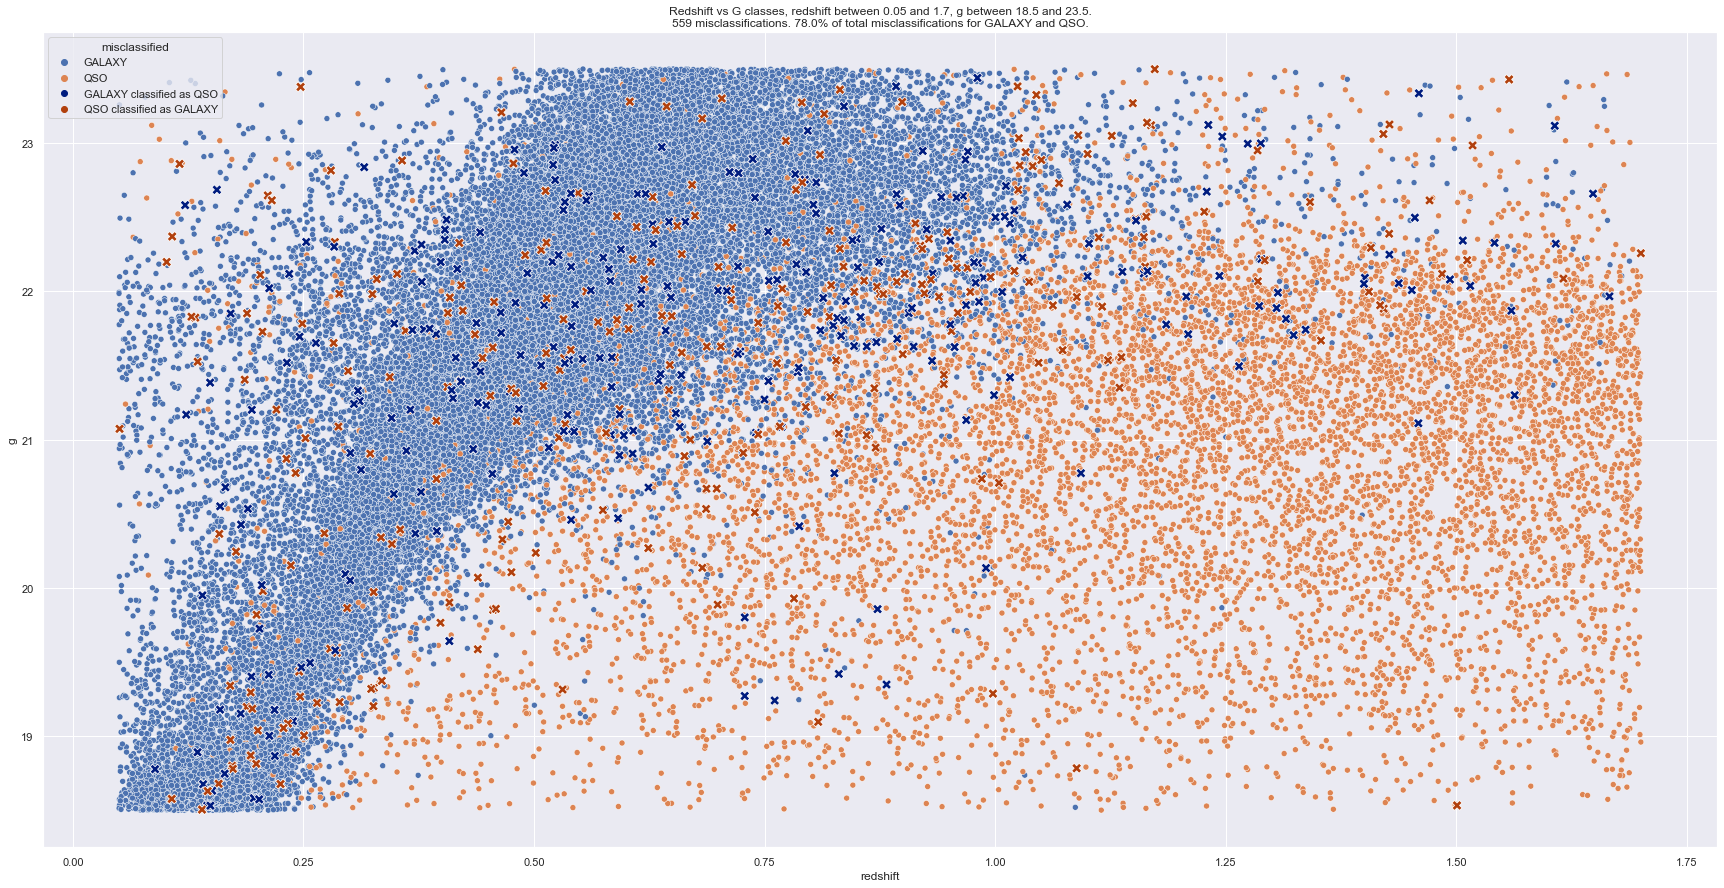 Redshift vs G classes, redshift between 0.05 and 1.7, g between 18.5 and 23.5.
559 misclassifications. 78.0% of total misclassifications for GALAXY and QSO.
misclassified
GALAXY
QSO
GALAXY classified as QSO
QSO classified as GALAXY
23
22
21
20
19
g
0.00
0.25
0.50
0.75
1.00
1.25
1.50
1.75
redshift